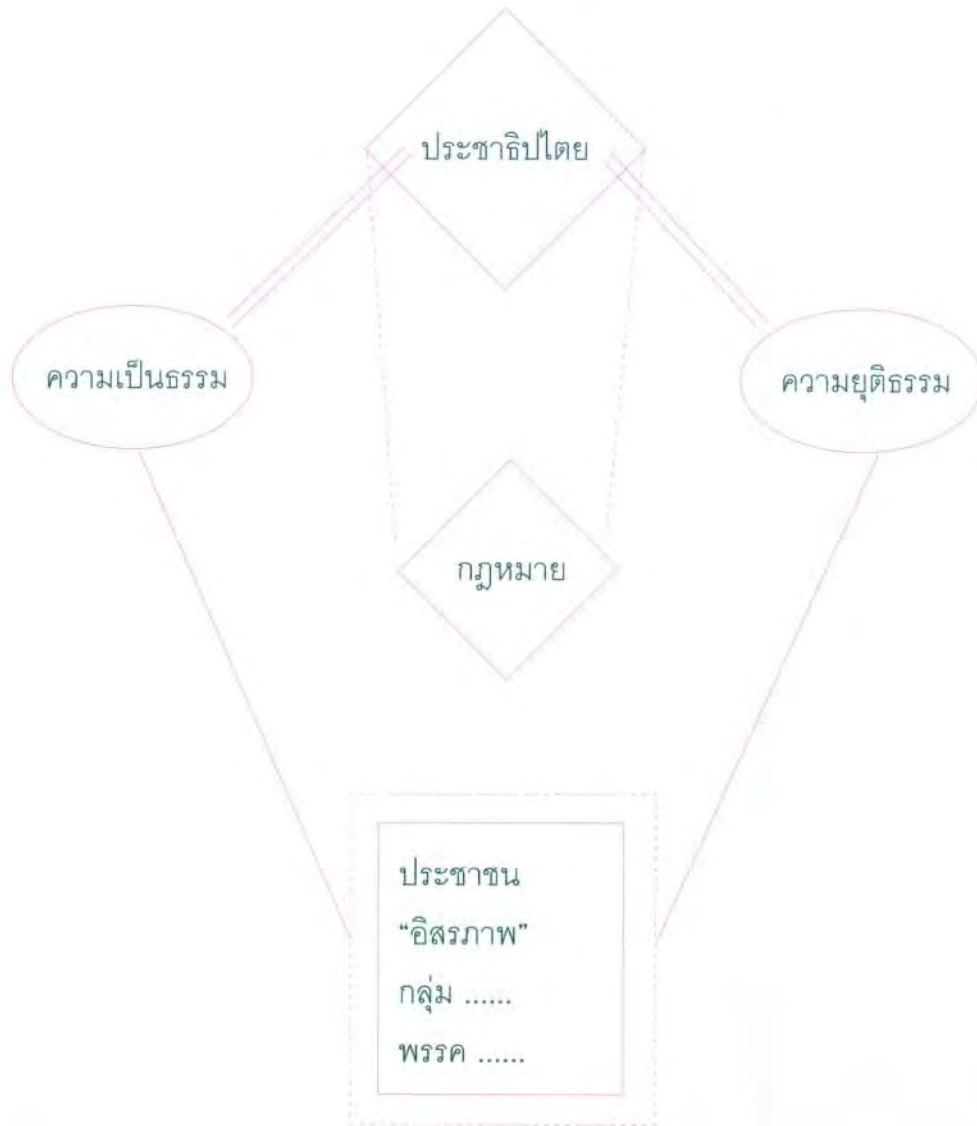 ประชาธิปไตย
ความเป็นธรรม
ความยุติธรรม
กฎหมาย
ประชาชน
“อิสรภาพ”
กลุ่ม ......
พรรค ......